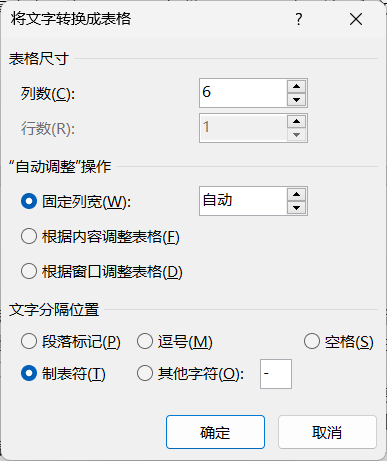 将文字转换成表格 ?
表格尺寸
列数(C): 6
行数(R): 1
“自动调整”操作
固定列宽(W): 自动
根据内容调整表格(F)
根据窗口调整表格(D)
文字分隔位置
段落标记(P) 逗号(M) 空格(S)
制表符(T) 其他字符(O): -
确定 取消